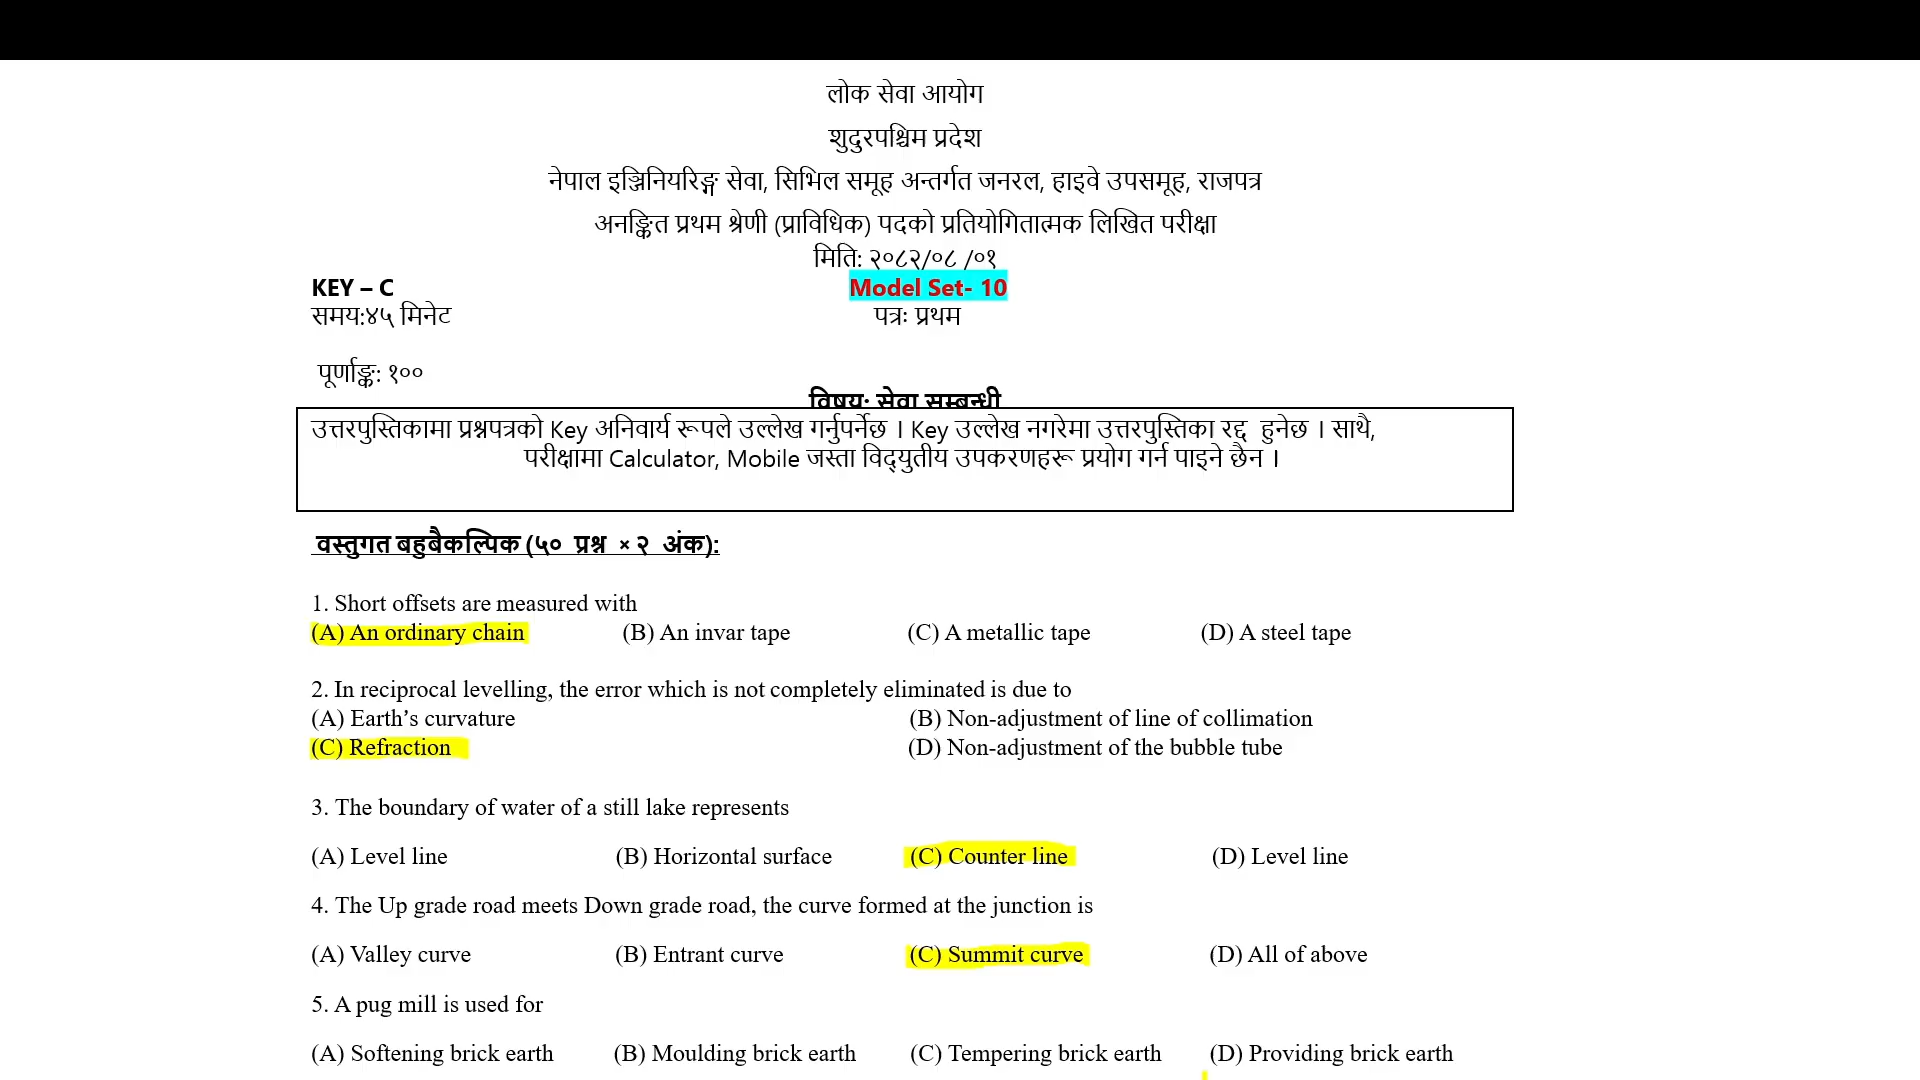 लोक सेवा आयोग
शुदुरपश्चिम प्रदेश
नेपाल इञ्जिनियरिङ्ग सेवा, सिभिल समूह अन्तर्गत जनरल, हाइवे उपसमूह, राजपत्र
अनङ्कित प्रथम श्रेणी (प्राविधिक) पदको प्रतियोगितात्मक लिखित परीक्षा
मिति: २०८२/०८ /०१
KEY – C Model Set- 10
समय:४५ मिनेट पत्रः प्रथम
पूर्णाङ्क: १००
विषय: सेवा सम्बन्धी
उत्तरपुस्तिकामा प्रश्नपत्रको Key अनिवार्य रूपले उल्लेख गर्नुपर्नेछ । Key उल्लेख नगरेमा उत्तरपुस्तिका रद्द हुनेछ । साथै,
परीक्षामा Calculator, Mobile जस्ता विद्युतीय उपकरणहरू प्रयोग गर्न पाइने छैन ।
वस्तुगत बहुबैकल्पिक (५० प्रश्न × २ अंक):
1. Short offsets are measured with
(A) An ordinary chain (B) An invar tape (C) A metallic tape (D) A steel tape
2. In reciprocal levelling, the error which is not completely eliminated is due to
(A) Earth’s curvature (B) Non-adjustment of line of collimation
(C) Refraction (D) Non-adjustment of the bubble tube
3. The boundary of water of a still lake represents
(A) Level line (B) Horizontal surface (C) Counter line (D) Level line
4. The Up grade road meets Down grade road, the curve formed at the junction is
(A) Valley curve (B) Entrant curve (C) Summit curve (D) All of above
5. A pug mill is used for
(A) Softening brick earth (B) Moulding brick earth (C) Tempering brick earth (D) Providing brick earth